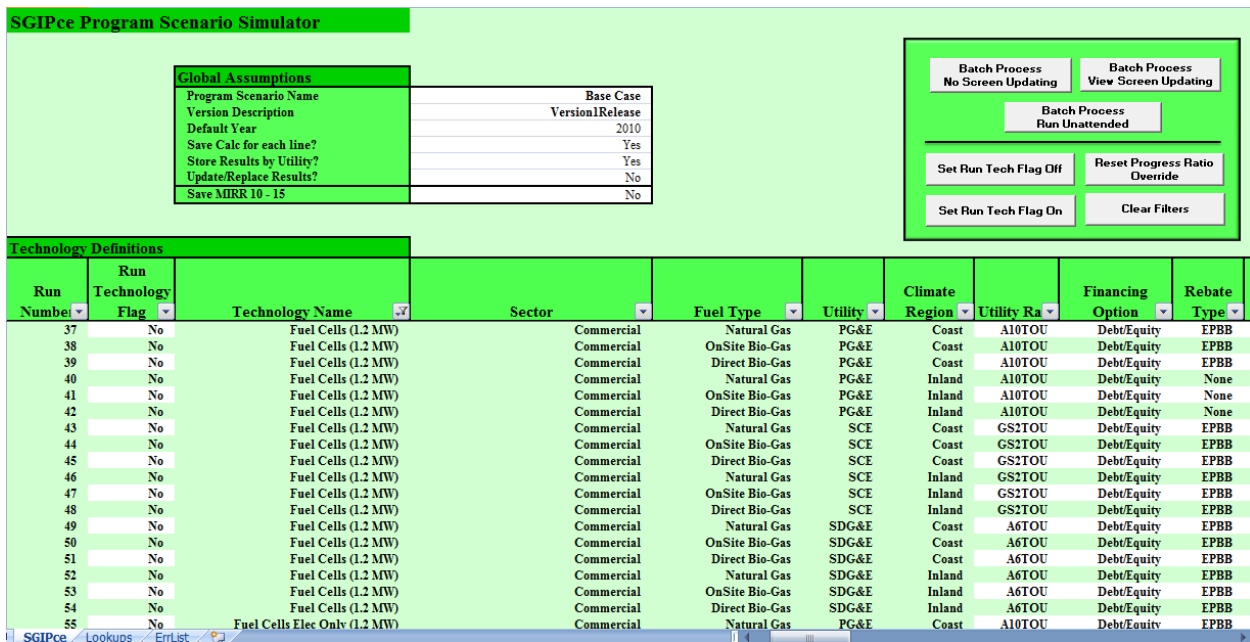 SGIPce Program Scenario Simulator
Global Assumptions
Program Scenario Name Base Case
Version Description Version1Release
Default Year 2010
Save Calc for each line? Yes
Store Results by Utility? Yes
Update/Replace Results? No
Save MIRR 10 - 15 No
Batch Process No Screen Updating
Batch Process View Screen Updating
Batch Process Run Unattended
Set Run Tech Flag Off
Reset Progress Ratio Override
Set Run Tech Flag On
Clear Filters
Technology Definitions
Run Number Run Technology Flag Technology Name Sector Fuel Type Utility Climate Region Utility Ra Financing Option Rebate Type
37 No Fuel Cells (1.2 MW) Commercial Natural Gas PG&E Coast A10TOU Debt/Equity EPBB
38 No Fuel Cells (1.2 MW) Commercial OnSite Bio-Gas PG&E Coast A10TOU Debt/Equity EPBB
39 No Fuel Cells (1.2 MW) Commercial Direct Bio-Gas PG&E Coast A10TOU Debt/Equity EPBB
40 No Fuel Cells (1.2 MW) Commercial Natural Gas PG&E Inland A10TOU Debt/Equity None
41 No Fuel Cells (1.2 MW) Commercial OnSite Bio-Gas PG&E Inland A10TOU Debt/Equity None
42 No Fuel Cells (1.2 MW) Commercial Direct Bio-Gas PG&E Inland A10TOU Debt/Equity None
43 No Fuel Cells (1.2 MW) Commercial Natural Gas SCE Coast GS2TOU Debt/Equity EPBB
44 No Fuel Cells (1.2 MW) Commercial OnSite Bio-Gas SCE Coast GS2TOU Debt/Equity EPBB
45 No Fuel Cells (1.2 MW) Commercial Direct Bio-Gas SCE Coast GS2TOU Debt/Equity EPBB
46 No Fuel Cells (1.2 MW) Commercial Natural Gas SCE Inland GS2TOU Debt/Equity EPBB
47 No Fuel Cells (1.2 MW) Commercial OnSite Bio-Gas SCE Inland GS2TOU Debt/Equity EPBB
48 No Fuel Cells (1.2 MW) Commercial Direct Bio-Gas SCE Inland GS2TOU Debt/Equity EPBB
49 No Fuel Cells (1.2 MW) Commercial Natural Gas SDG&E Coast A6TOU Debt/Equity EPBB
50 No Fuel Cells (1.2 MW) Commercial OnSite Bio-Gas SDG&E Coast A6TOU Debt/Equity EPBB
51 No Fuel Cells (1.2 MW) Commercial Direct Bio-Gas SDG&E Coast A6TOU Debt/Equity EPBB
52 No Fuel Cells (1.2 MW) Commercial Natural Gas SDG&E Inland A6TOU Debt/Equity EPBB
53 No Fuel Cells (1.2 MW) Commercial OnSite Bio-Gas SDG&E Inland A6TOU Debt/Equity EPBB
54 No Fuel Cells (1.2 MW) Commercial Direct Bio-Gas SDG&E Inland A6TOU Debt/Equity EPBB
55 No Fuel Cells Elec Only (1.2 MW) Commercial Natural Gas PG&E Coast A10TOU Debt/Equity EPBB
SGIPce Lookups ErrList